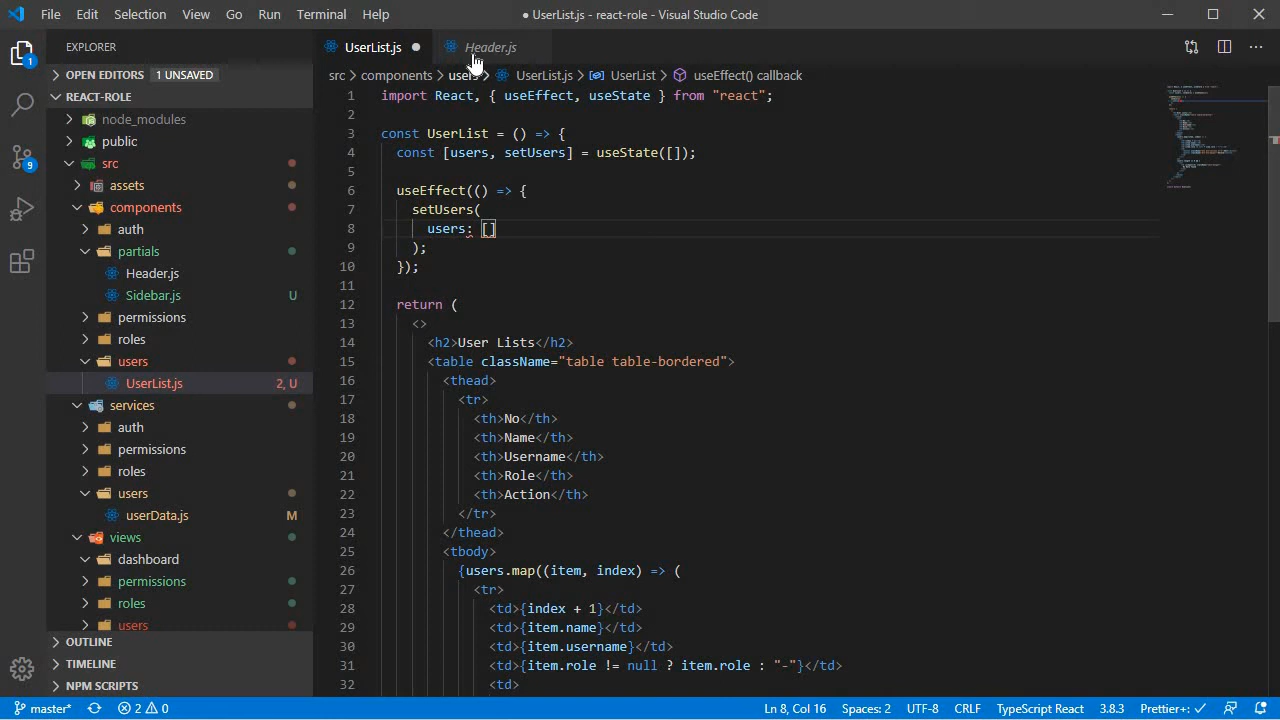 File Edit Selection View Go Run Terminal Help
● UserList.js - react-role - Visual Studio Code
EXPLORER
UserList.js ●
Header.js
OPEN EDITORS 1 UNSAVED
src > components > users > UserList.js > UserList > useEffect() callback
REACT-ROLE
node_modules
public
src
assets
components
auth
partials
Header.js
Sidebar.js U
permissions
roles
users
UserList.js 2, U
services
auth
permissions
roles
users
userData.js M
views
dashboard
permissions
roles
users
OUTLINE
TIMELINE
NPM SCRIPTS
1
9
1 import React, { useEffect, useState } from "react";
2
3 const UserList = () => {
4 const [users, setUsers] = useState([]);
5
6 useEffect(() => {
7 setUsers(
8 users: []
9 );
10 });
11
12 return (
13 <>
14 <h2>User Lists</h2>
15 <table className="table table-bordered">
16 <thead>
17 <tr>
18 <th>No</th>
19 <th>Name</th>
20 <th>Username</th>
21 <th>Role</th>
22 <th>Action</th>
23 </tr>
24 </thead>
25 <tbody>
26 {users.map((item, index) => (
27 <tr>
28 <td>{index + 1}</td>
29 <td>{item.name}</td>
30 <td>{item.username}</td>
31 <td>{item.role != null ? item.role : "-"}</td>
32 <td>
master* 2 0 Ln 8, Col 16 Spaces: 2 UTF-8 CRLF TypeScript React 3.8.3 Prettier+: ✓